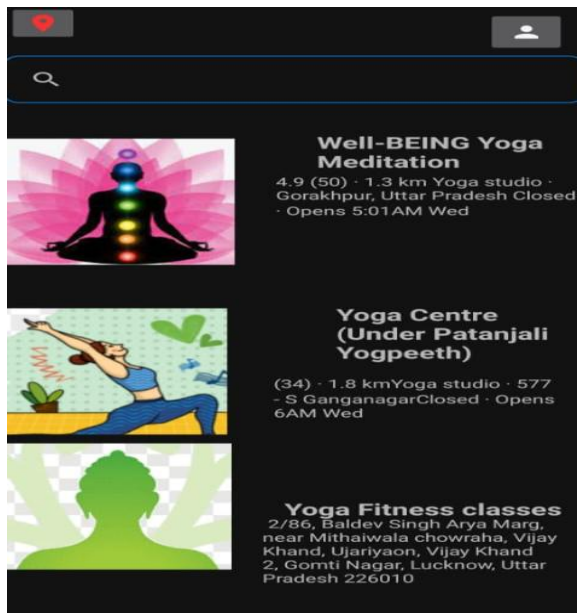 Well-BEING Yoga
Meditation
4.9 (50) · 1.3 km Yoga studio ·
Gorakhpur, Uttar Pradesh Closed
· Opens 5:01AM Wed
Yoga Centre
(Under Patanjali
Yogpeeth)
(34) · 1.8 kmYoga studio · 577
- S GanganagarClosed · Opens
6AM Wed
Yoga Fitness classes
2/86, Baldev Singh Arya Marg,
near Mithaiwala chowraha, Vijay
Khand, Ujariyaon, Vijay Khand
2, Gomti Nagar, Lucknow, Uttar
Pradesh 226010